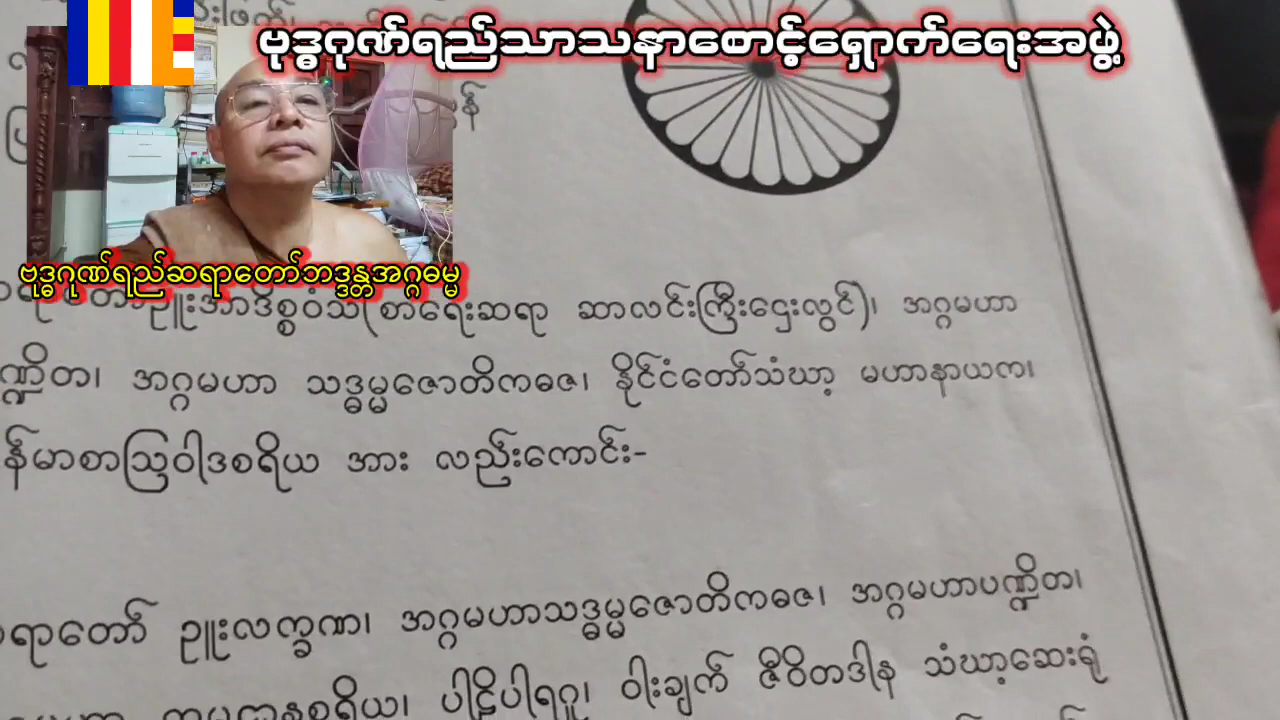 ဗုဒ္ဓဂုဏ်ရည်သာသနာစောင့်ရှောက်ရေးအဖွဲ့
ဗုဒ္ဓဂုဏ်ရည်ဆရာတော်ဘဒ္ဒန္တအဂ္ဂဓမ္မ
ဦးအာဒိစ္စဝံသ(စာရေးဆရာ ဆာလင်းကြီးဌေးလွင်)၊ အဂ္ဂမဟာ
ဏ္ဍိတ၊ အဂ္ဂမဟာ သဒ္ဓမ္မဇောတိကဓဇ၊ နိုင်ငံတော်သံဃာ့ မဟာနာယက၊
န်မာစာဩဝါဒစရိယ အား လည်းကောင်း-
ရာတော် ဥူးလက္ခဏ၊ အဂ္ဂမဟာသဒ္ဓမ္မဇောတိကဓဇ၊ အဂ္ဂမဟာပဏ္ဍိတ၊
ပါဠိပါရဂူ၊ ဝါးချက် ဇီဝိတဒါန သံဃာ့ဆေးရုံ